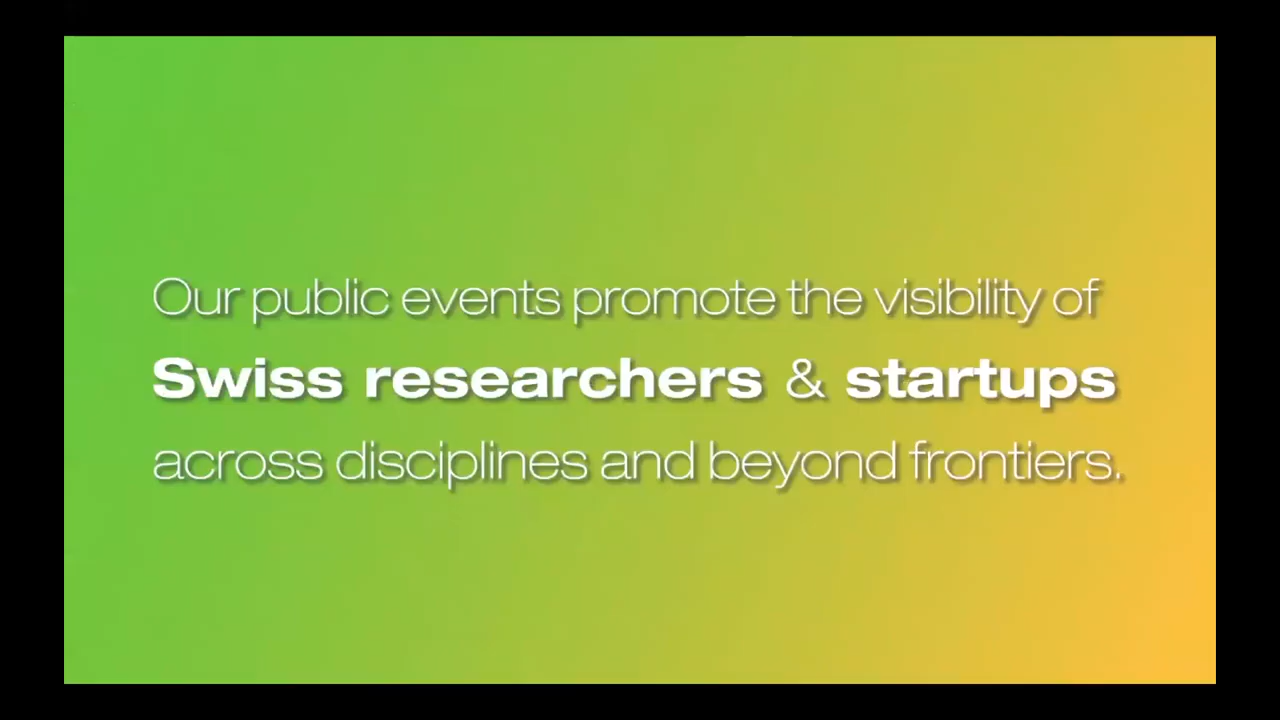 Our public events promote the visibility of
Swiss researchers & startups
across disciplines and beyond frontiers.